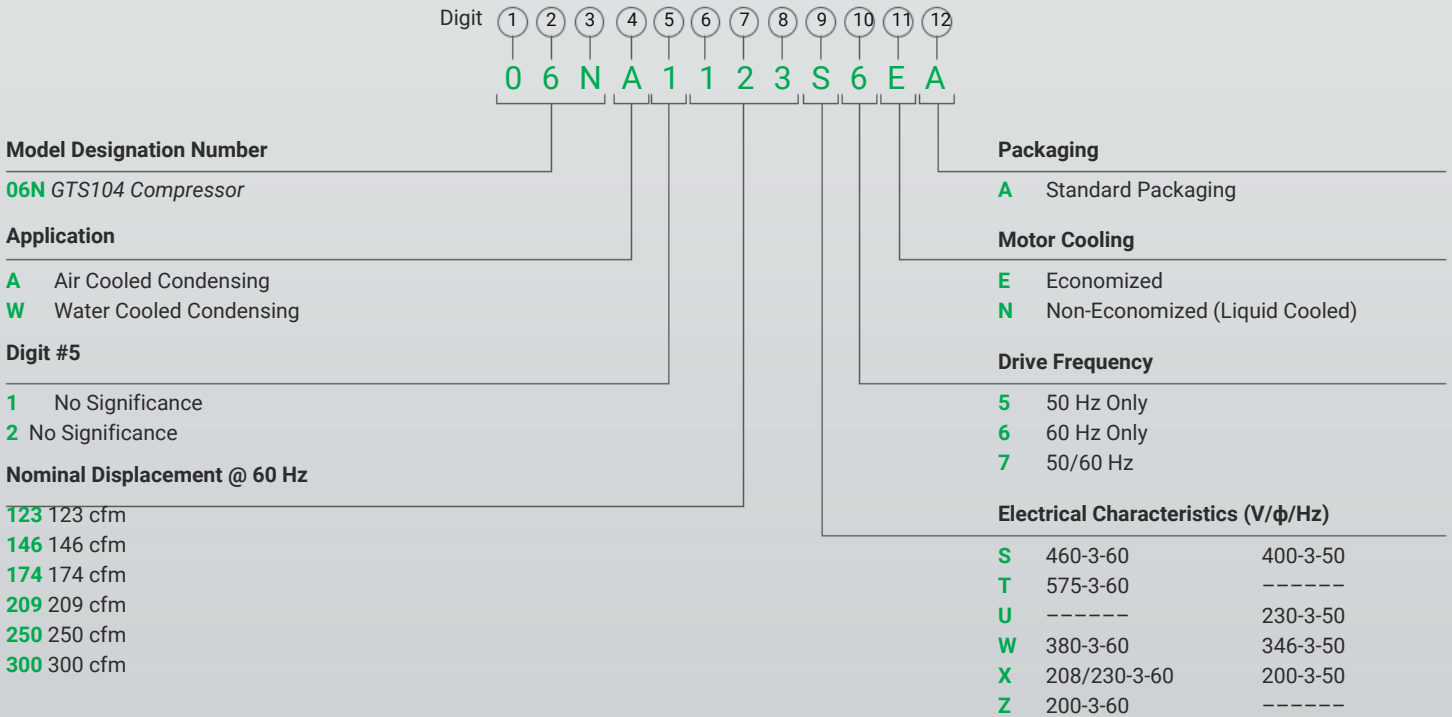 Digit 1 2 3 4 5 6 7 8 9 10 11 12
0 6 N A 1 1 2 3 S 6 E A
Model Designation Number
06N GTS104 Compressor
Application
A Air Cooled Condensing
W Water Cooled Condensing
Digit #5
1 No Significance
2 No Significance
Nominal Displacement @ 60 Hz
123 123 cfm
146 146 cfm
174 174 cfm
209 209 cfm
250 250 cfm
300 300 cfm
Packaging
A Standard Packaging
Motor Cooling
E Economized
N Non-Economized (Liquid Cooled)
Drive Frequency
5 50 Hz Only
6 60 Hz Only
7 50/60 Hz
Electrical Characteristics (V/ϕ/Hz)
S 460-3-60 400-3-50
T 575-3-60 ––––––
U –––––– 230-3-50
W 380-3-60 346-3-50
X 208/230-3-60 200-3-50
Z 200-3-60 ––––––